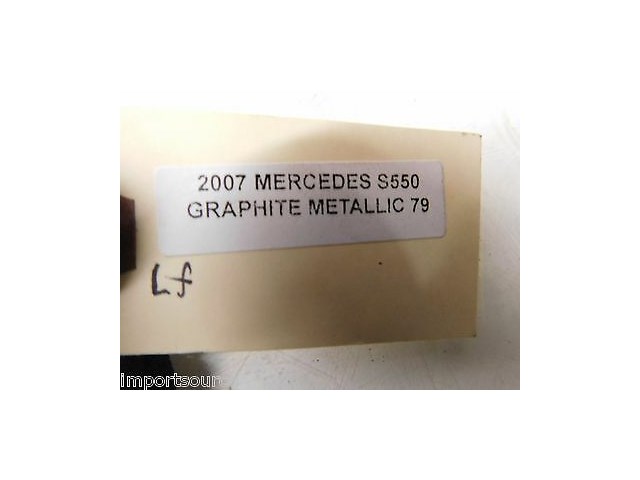 2007 MERCEDES S550
GRAPHITE METALLIC 79
Lf
importsour